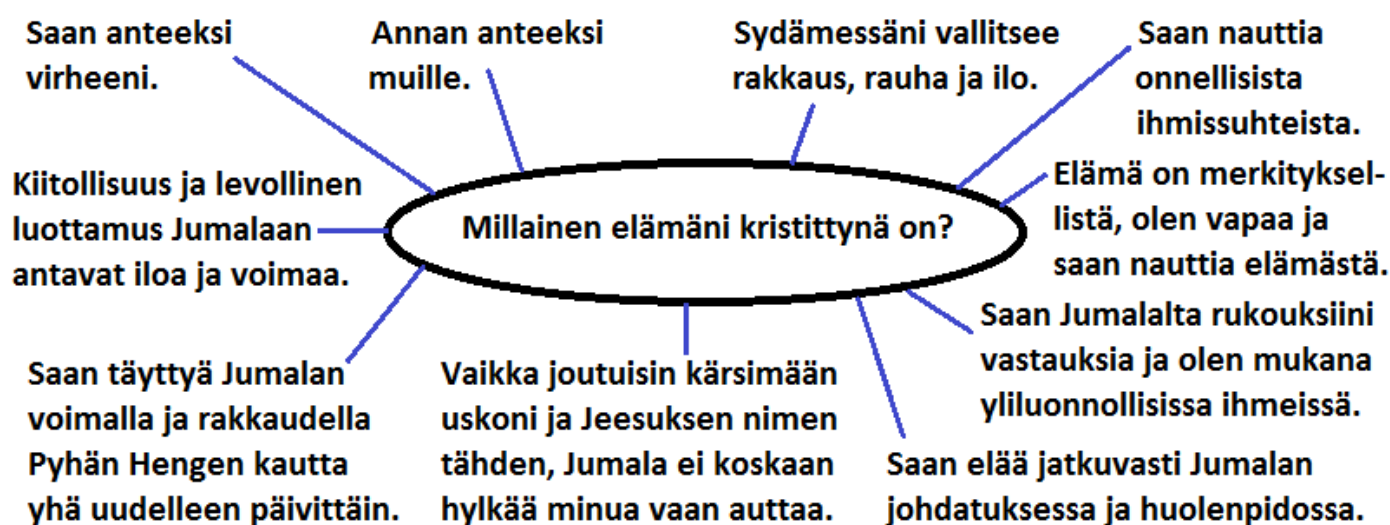 Saan anteeksi
virheeni.
Annan anteeksi
muille.
Sydämessäni vallitsee
rakkaus, rauha ja ilo.
Saan nauttia
onnellisista
ihmissuhteista.
Kiitollisuus ja levollinen
luottamus Jumalaan
antavat iloa ja voimaa.
Millainen elämäni kristittynä on?
Elämä on merkityksel-
listä, olen vapaa ja
saan nauttia elämästä.
Saan Jumalalta rukouksiini
vastauksia ja olen mukana
yliluonnollisissa ihmeissä.
Saan täyttyä Jumalan
voimalla ja rakkaudella
Pyhän Hengen kautta
yhä uudelleen päivittäin.
Vaikka joutuisin kärsimään
uskoni ja Jeesuksen nimen
tähden, Jumala ei koskaan
hylkää minua vaan auttaa.
Saan elää jatkuvasti Jumalan
johdatuksessa ja huolenpidossa.